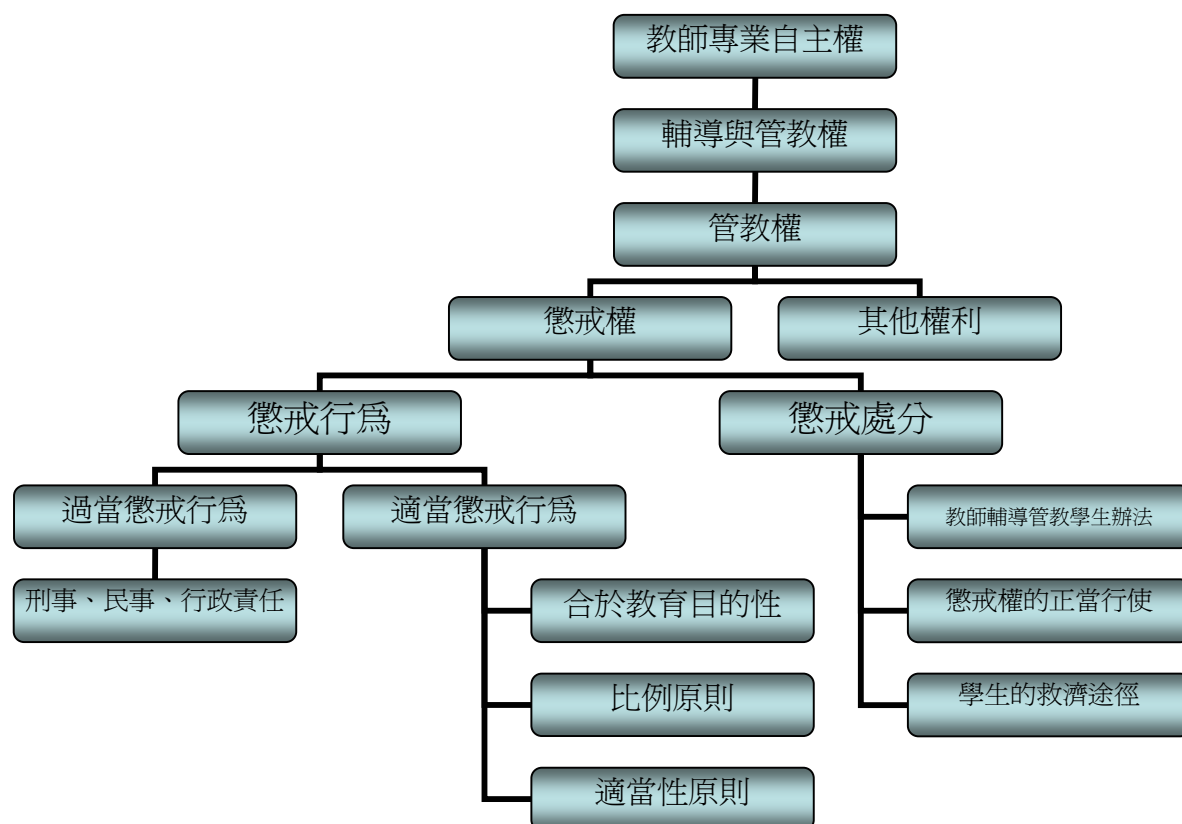 教師專業自主權
輔導與管教權
管教權
懲戒權
其他權利
懲戒行為
懲戒處分
過當懲戒行為
適當懲戒行為
教師輔導管教學生辦法
刑事、民事、行政責任
合於教育目的性
懲戒權的正當行使
比例原則
學生的救濟途徑
適當性原則